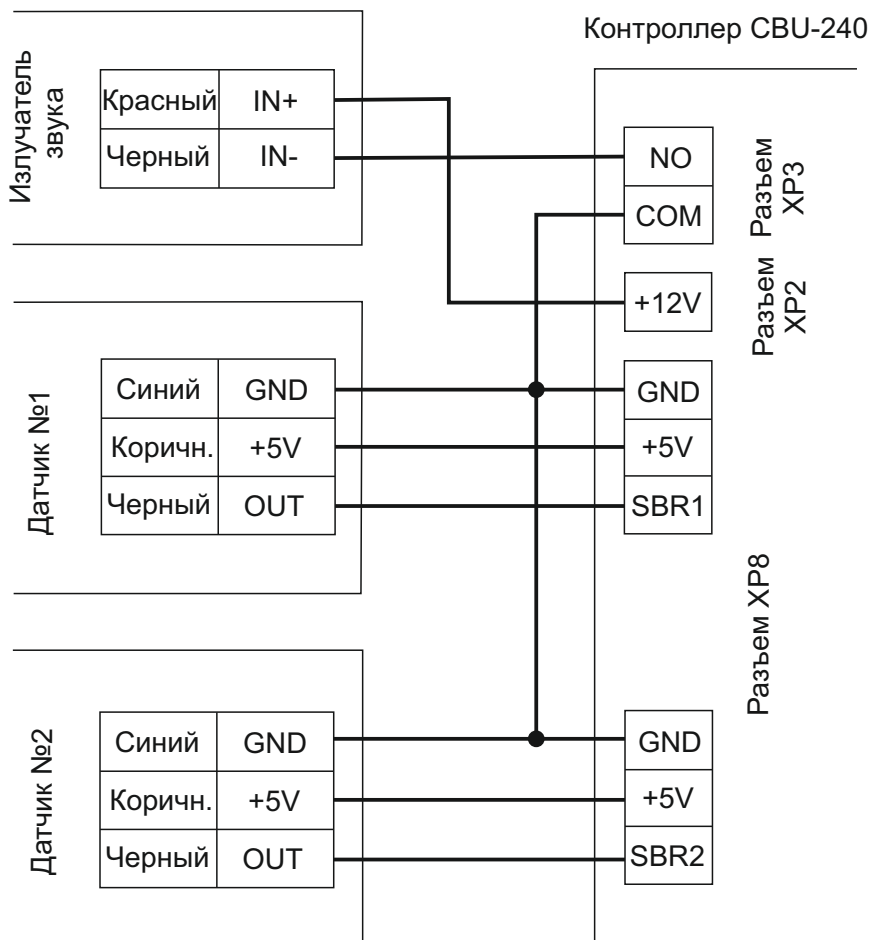 Контроллер CBU-240
Излучатель
звука
Красный IN+
Черный IN-
NO
COM
Разъем
XP3
+12V
Разъем
XP2
Датчик №1
Синий GND
Коричн. +5V
Черный OUT
GND
+5V
SBR1
Разъем XP8
Датчик №2
Синий GND
Коричн. +5V
Черный OUT
GND
+5V
SBR2